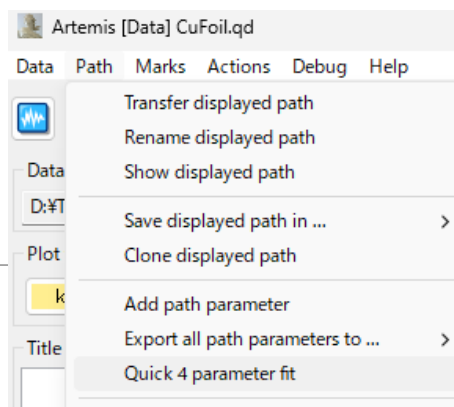 Artemis [Data] CuFoil.qd
Data Path Marks Actions Debug Help
Transfer displayed path
Rename displayed path
Show displayed path
Data
D:¥T
Save displayed path in ...
Plot
Clone displayed path
k
Add path parameter
Export all path parameters to ...
Title
Quick 4 parameter fit